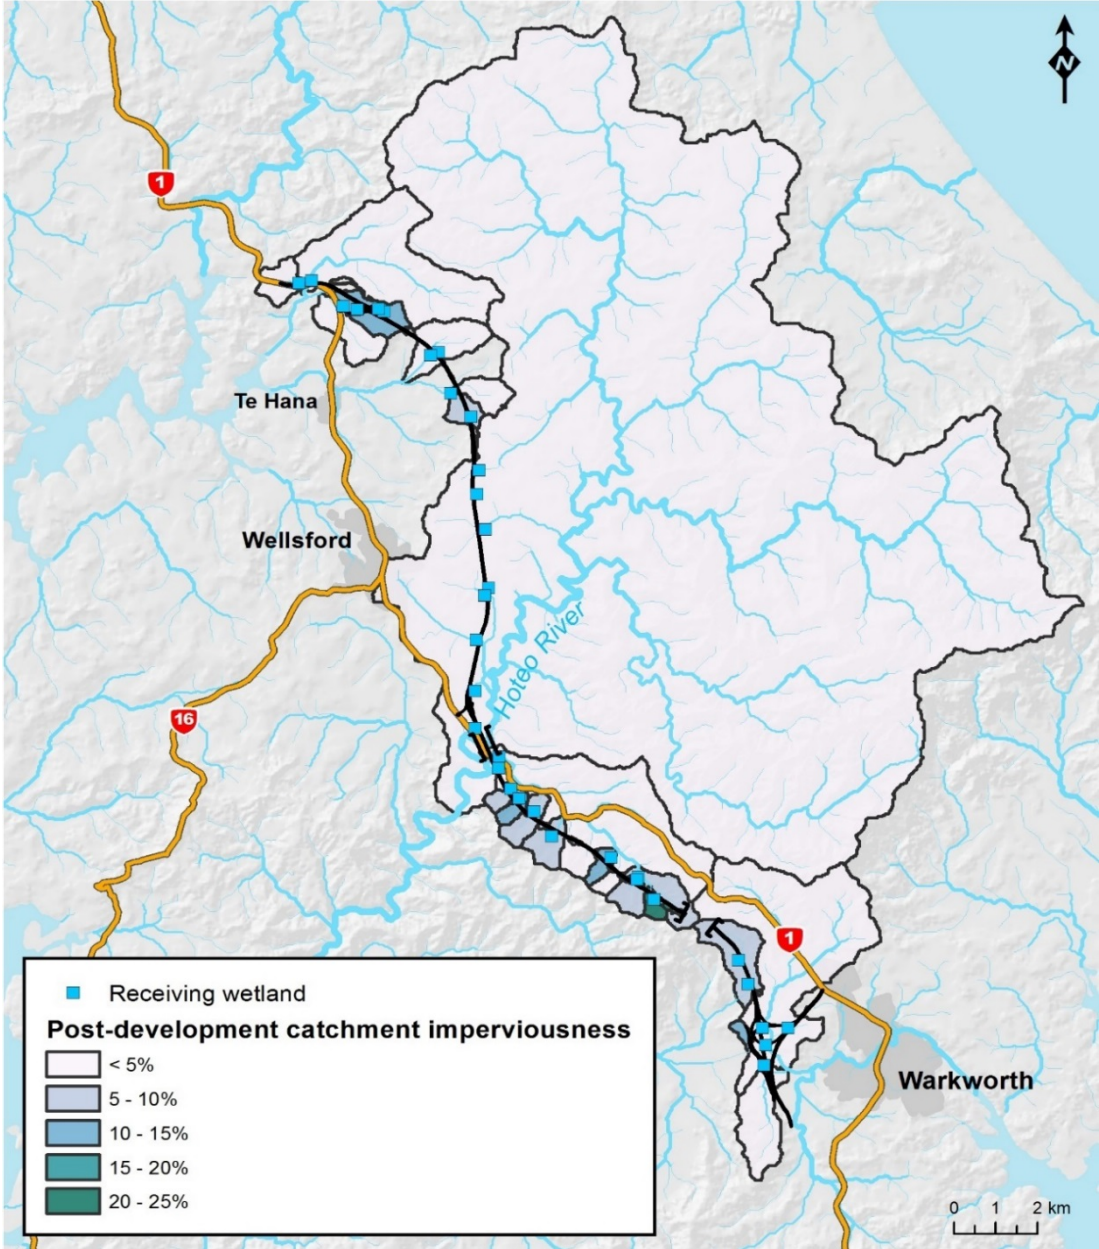 N
1
Te Hana
Wellsford
Hoteo River
16
1
Warkworth
Receiving wetland
Post-development catchment imperviousness
< 5%
5 - 10%
10 - 15%
15 - 20%
20 - 25%
0 1 2 km